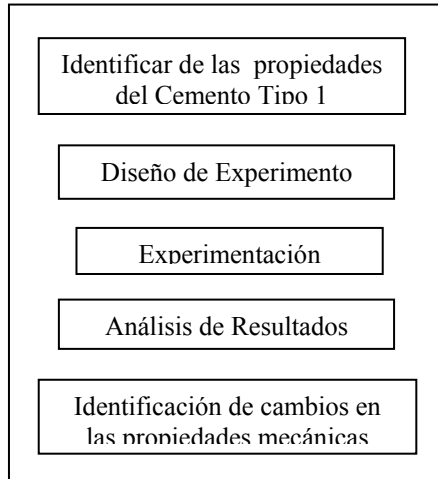 Identificar de las propiedades
del Cemento Tipo 1
Diseño de Experimento
Experimentación
Análisis de Resultados
Identificación de cambios en
las propiedades mecánicas